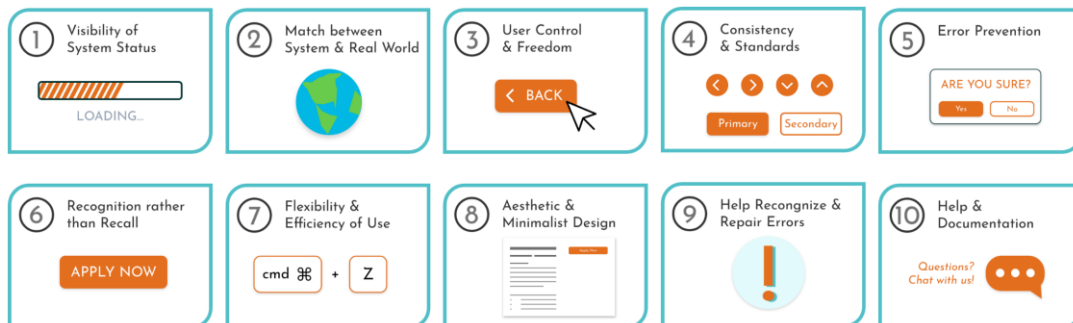 1
Visibility of
System Status
LOADING...
2
Match between
System & Real World
3
User Control
& Freedom
< BACK
4
Consistency
& Standards
Primary
Secondary
5
Error Prevention
ARE YOU SURE?
Yes
No
6
Recognition rather
than Recall
APPLY NOW
7
Flexibility &
Efficiency of Use
cmd ⌘ + Z
8
Aesthetic &
Minimalist Design
Apply Now
9
Help Recongnize &
Repair Errors
!
10
Help &
Documentation
Questions?
Chat with us!